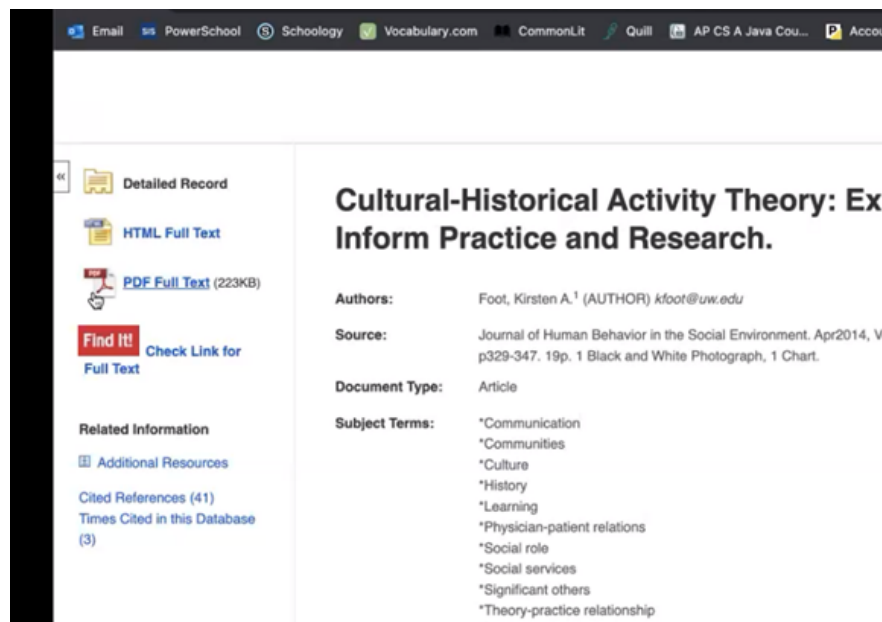 Email PowerSchool Schoology Vocabulary.com CommonLit Quill AP CS A Java Cou... Accou
Detailed Record
HTML Full Text
PDF Full Text (223KB)
Find It! Check Link for
Full Text
Related Information
Additional Resources
Cited References (41)
Times Cited in this Database
(3)
Cultural-Historical Activity Theory: Ex
Inform Practice and Research.
Authors: Foot, Kirsten A.¹ (AUTHOR) kfoot@uw.edu
Source: Journal of Human Behavior in the Social Environment. Apr2014, V
p329-347. 19p. 1 Black and White Photograph, 1 Chart.
Document Type: Article
Subject Terms: *Communication
*Communities
*Culture
*History
*Learning
*Physician-patient relations
*Social role
*Social services
*Significant others
*Theory-practice relationship